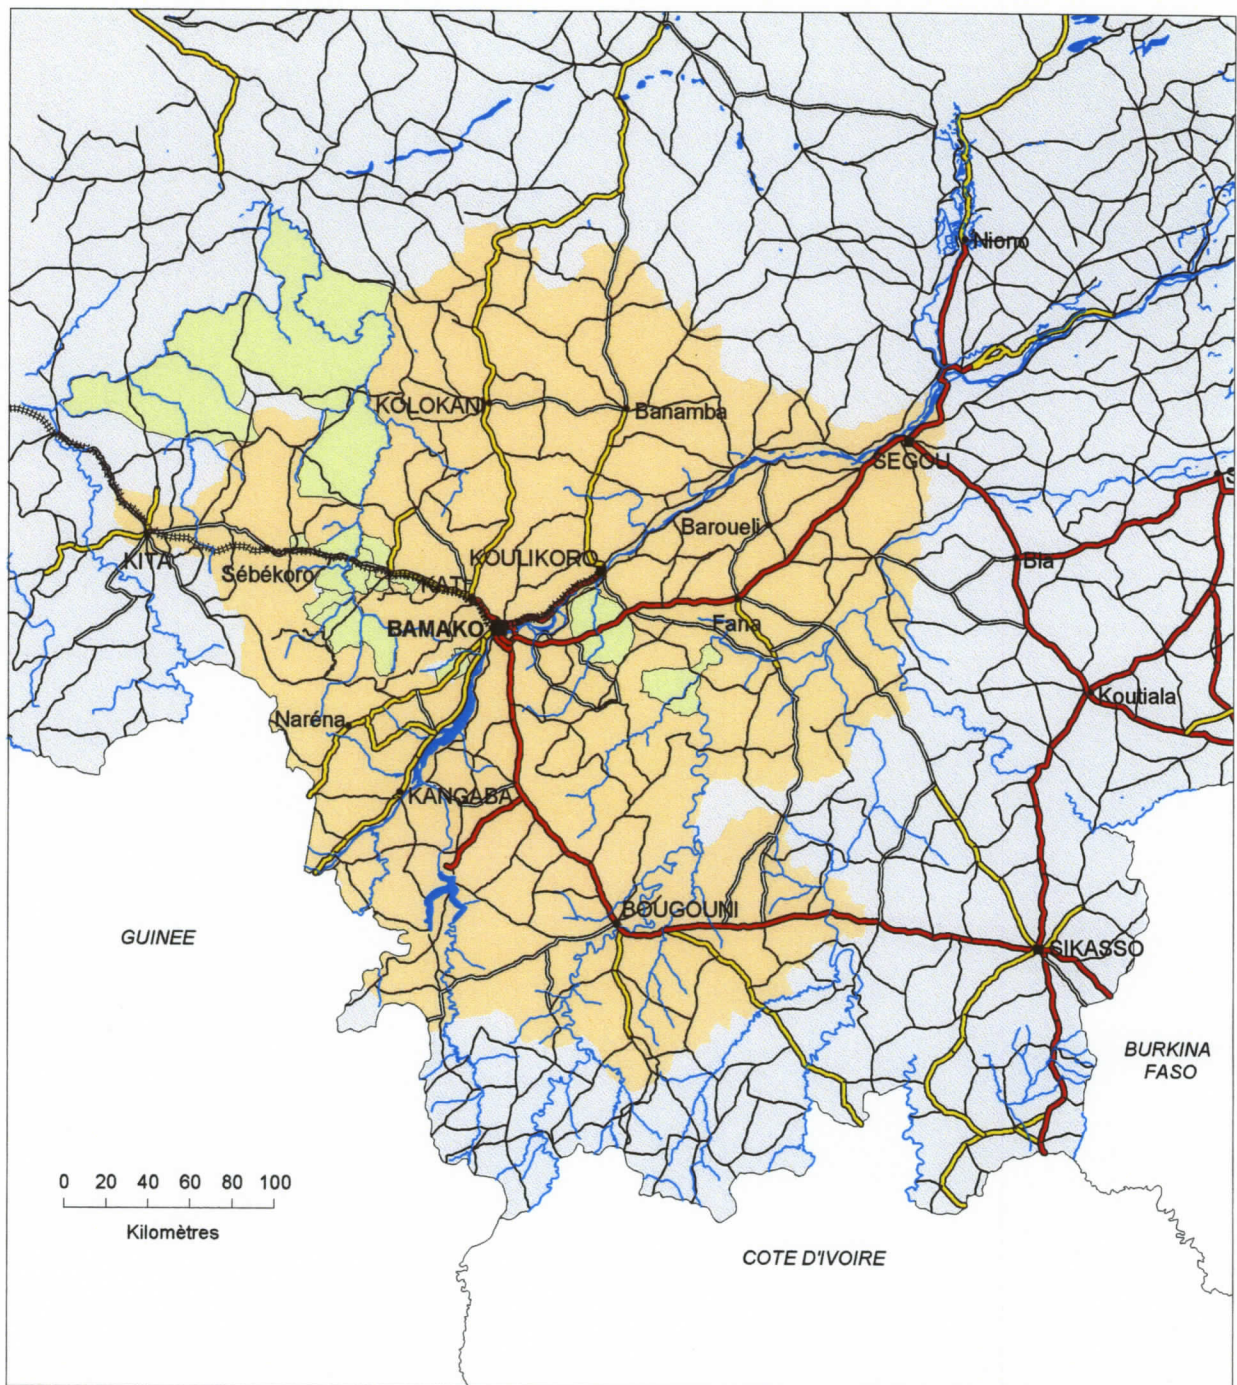 Niono
KOLOKANI
Banamba
SEGOU
Baroueli
KOULIKORO
KITA
Sébékoro
KATI
Bla
BAMAKO
Fana
Koutiala
Naréna
KANGABA
BOUGOUNI
GUINEE
SIKASSO
BURKINA
FASO
0 20 40 60 80 100
Kilomètres
COTE D'IVOIRE